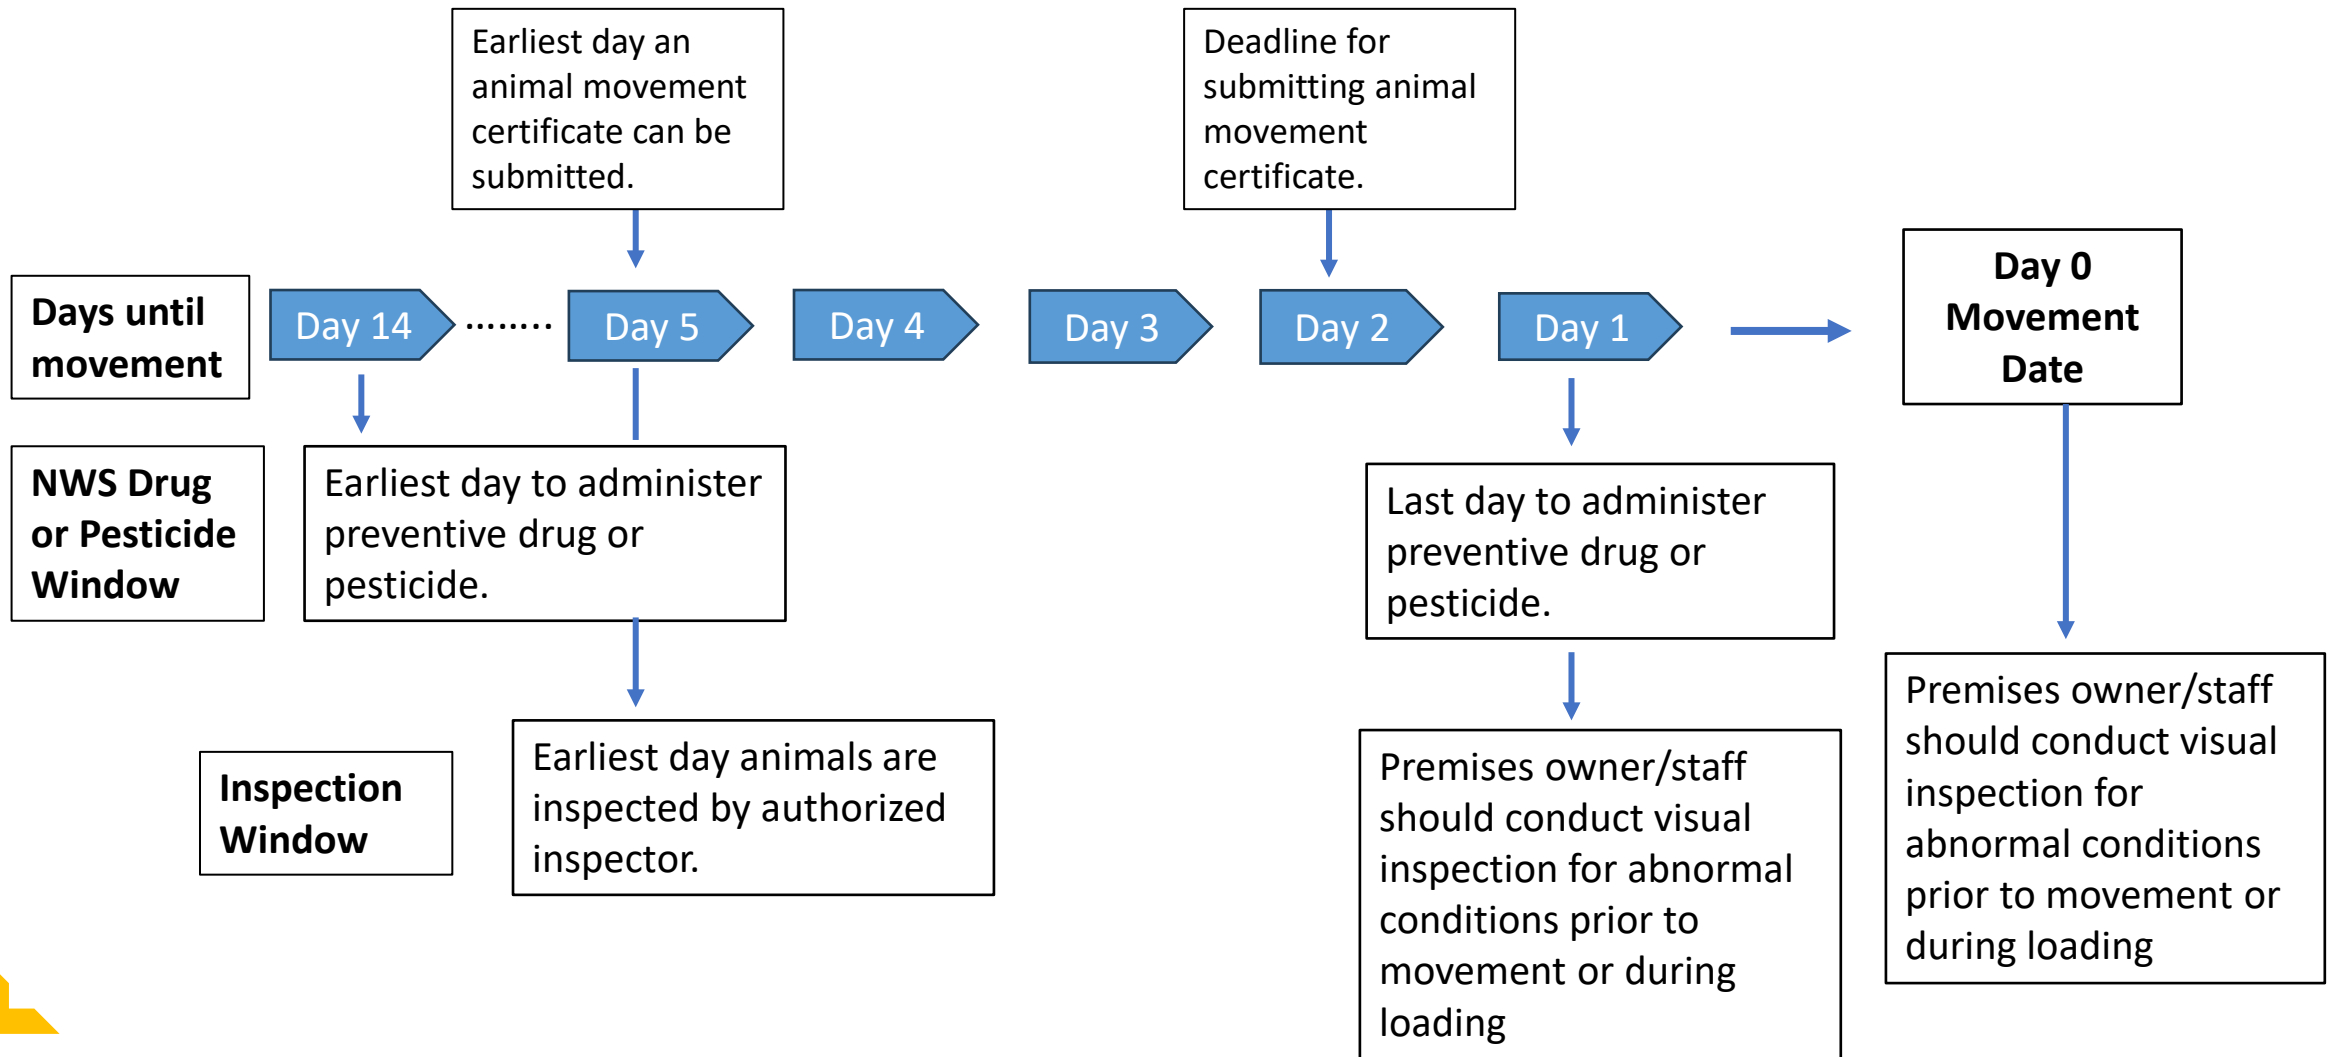 Earliest day an
animal movement
certificate can be
submitted.
Deadline for
submitting animal
movement
certificate.
Days until
movement
Day 14
........
Day 5
Day 4
Day 3
Day 2
Day 1
Day 0
Movement
Date
NWS Drug
or Pesticide
Window
Earliest day to administer
preventive drug or
pesticide.
Last day to administer
preventive drug or
pesticide.
Inspection
Window
Earliest day animals are
inspected by authorized
inspector.
Premises owner/staff
should conduct visual
inspection for abnormal
conditions prior to
movement or during
loading
Premises owner/staff
should conduct visual
inspection for
abnormal conditions
prior to movement or
during loading